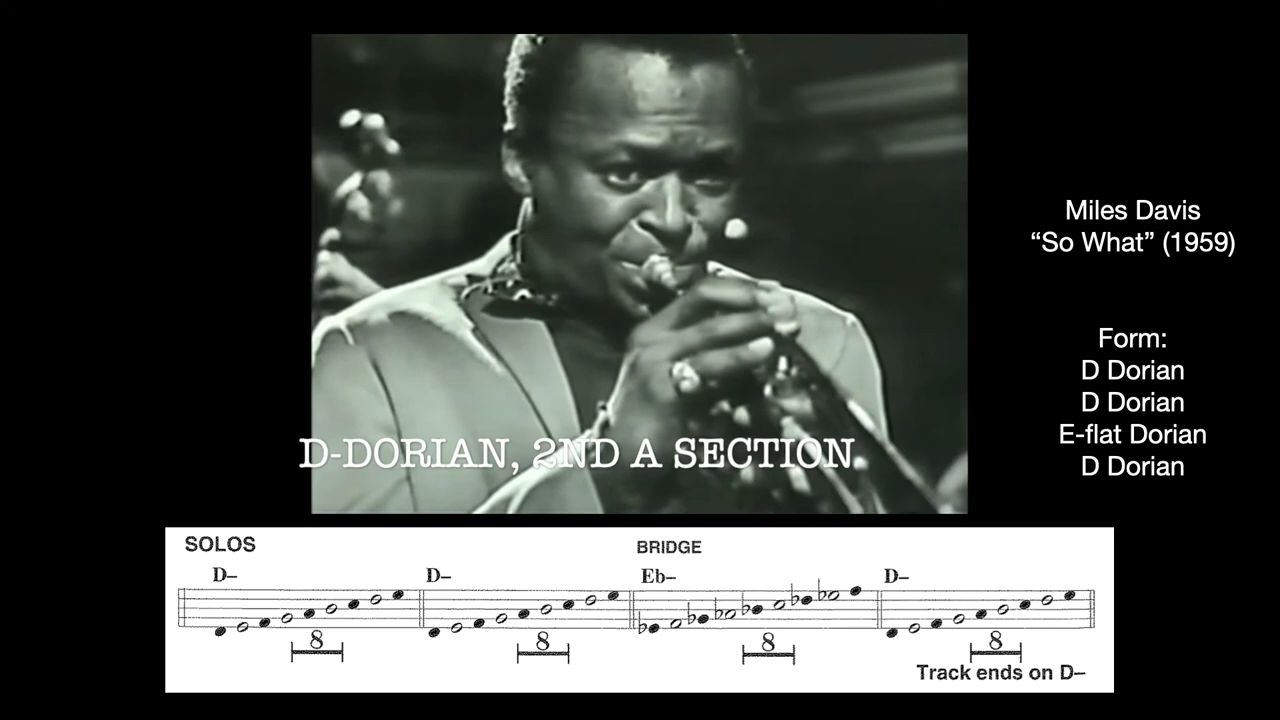 Miles Davis
“So What” (1959)
Form:
D Dorian
D Dorian
E-flat Dorian
D Dorian
D-DORIAN, 2ND A SECTION
SOLOS
BRIDGE
D– D– Eb– D–
8 8 8 8
Track ends on D–